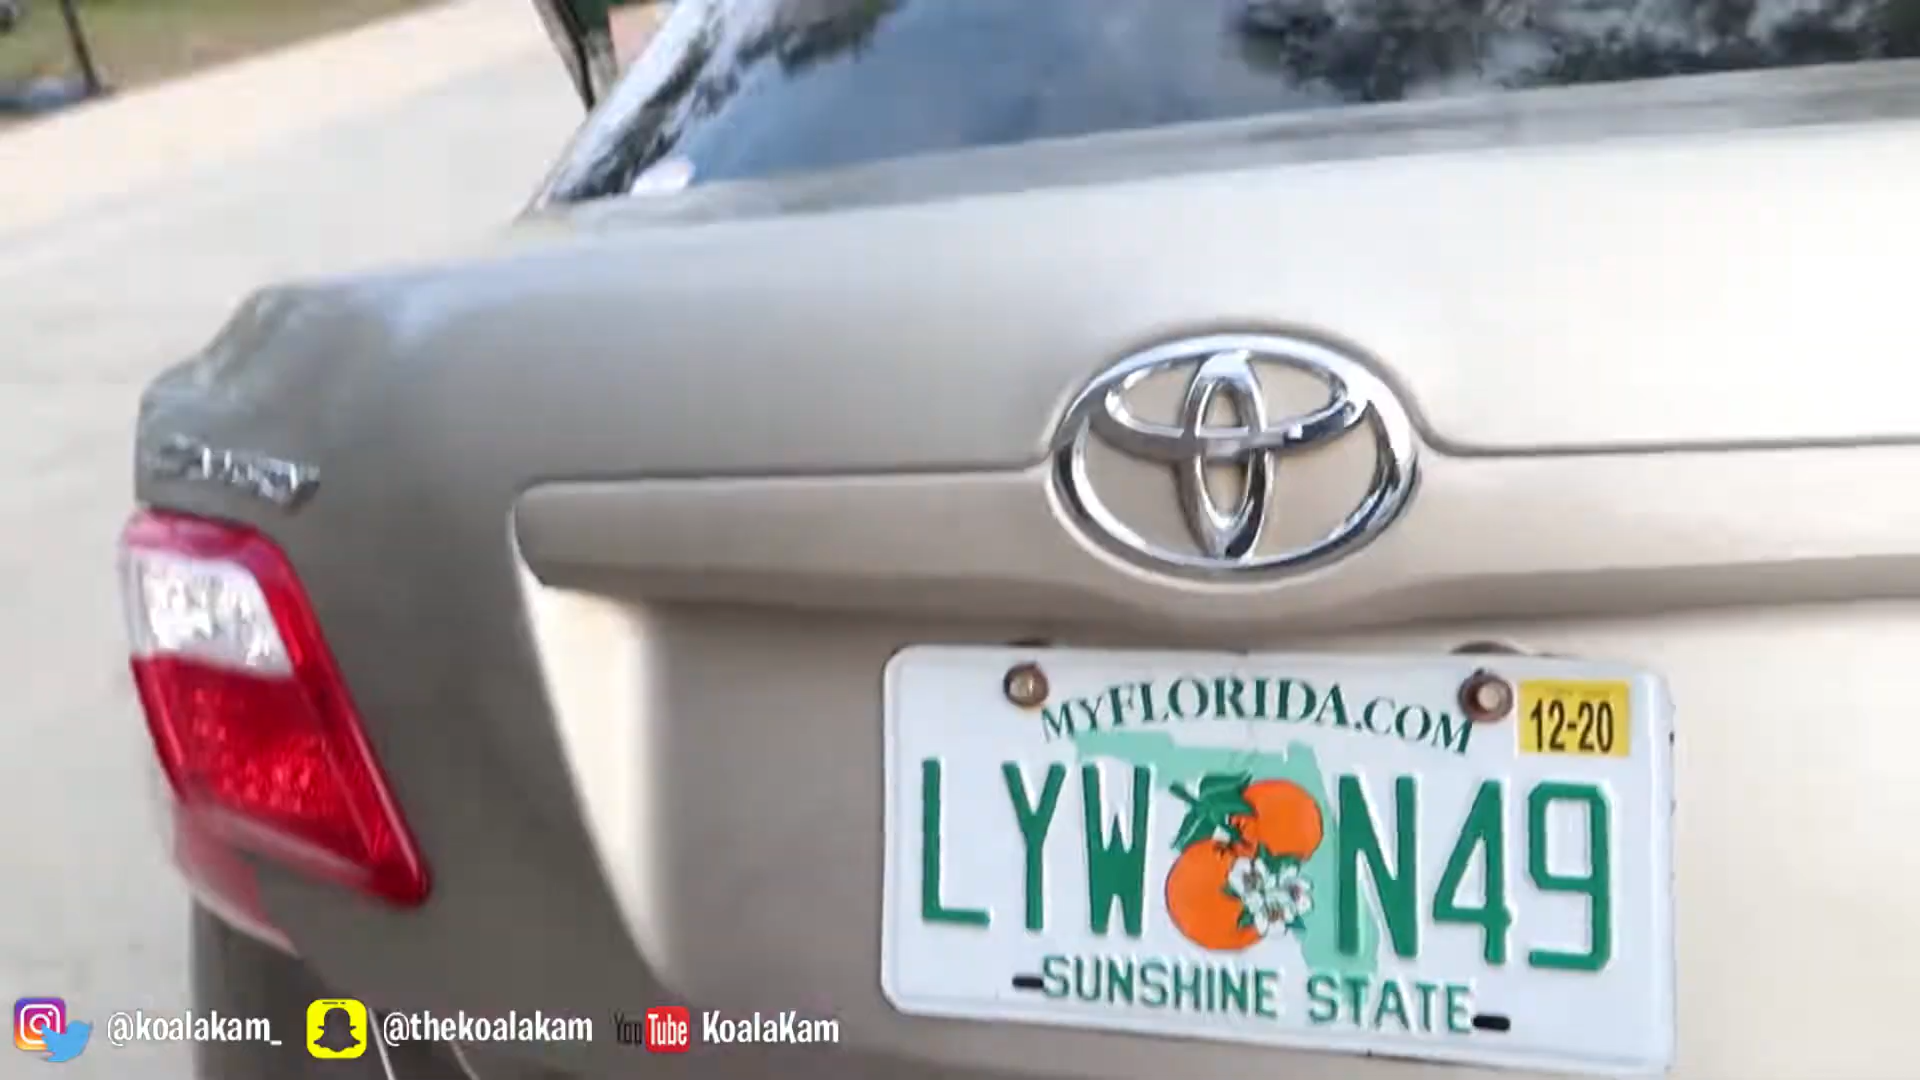 MYFLORIDA.COM
12-20
LYW N49
SUNSHINE STATE
@koalakam_ @thekoalakam YouTube KoalaKam